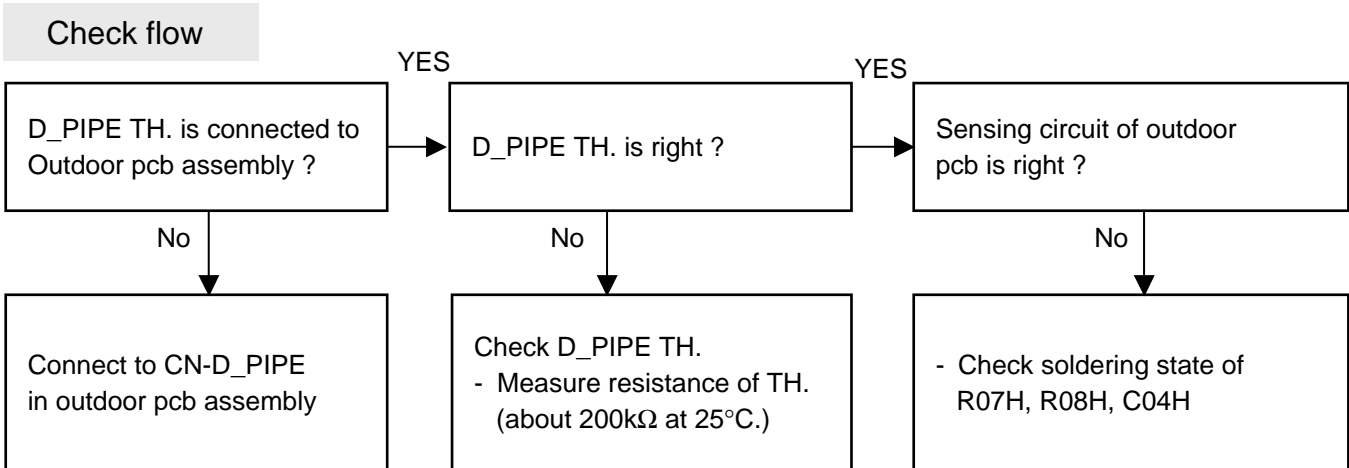 Check flow
YES
YES
D_PIPE TH. is connected to
Outdoor pcb assembly ?
D_PIPE TH. is right ?
Sensing circuit of outdoor
pcb is right ?
No
No
No
Connect to CN-D_PIPE
in outdoor pcb assembly
Check D_PIPE TH.
- Measure resistance of TH.
(about 200kΩ at 25°C.)
- Check soldering state of
R07H, R08H, C04H